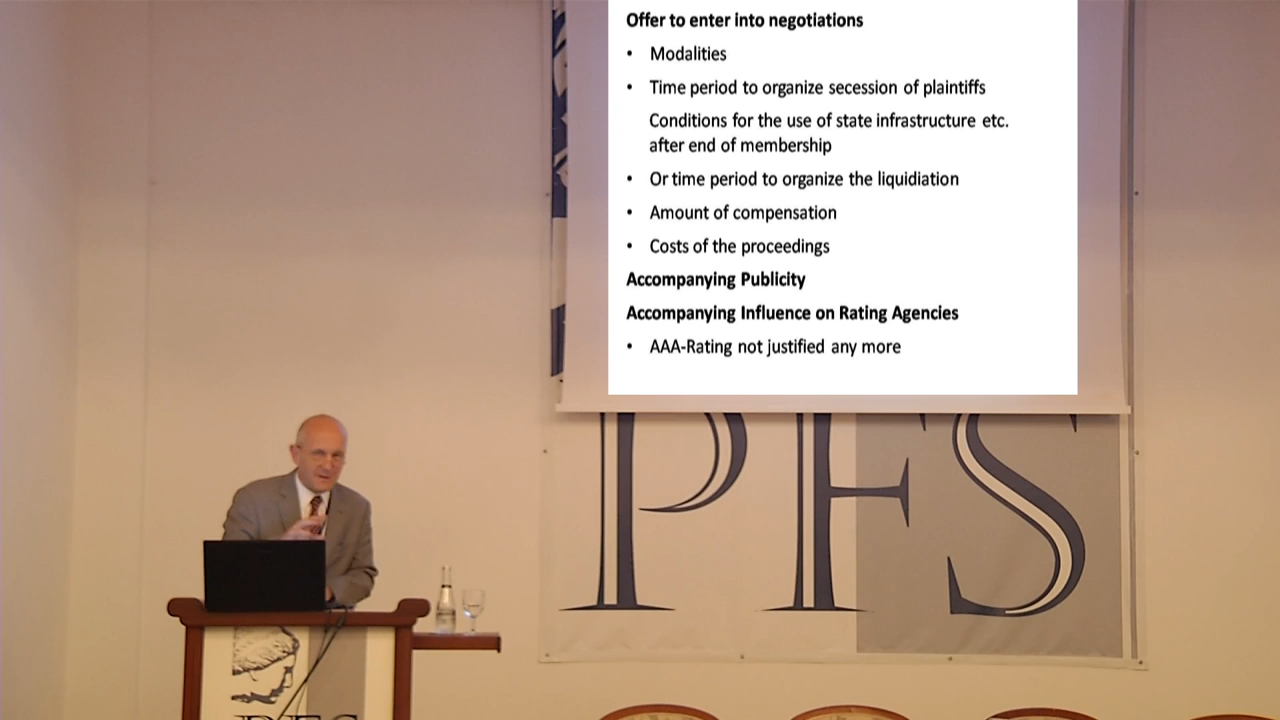 Offer to enter into negotiations
• Modalities
• Time period to organize secession of plaintiffs
Conditions for the use of state infrastructure etc.
after end of membership
• Or time period to organize the liquidiation
• Amount of compensation
• Costs of the proceedings
Accompanying Publicity
Accompanying Influence on Rating Agencies
• AAA-Rating not justified any more
PFS
PFS